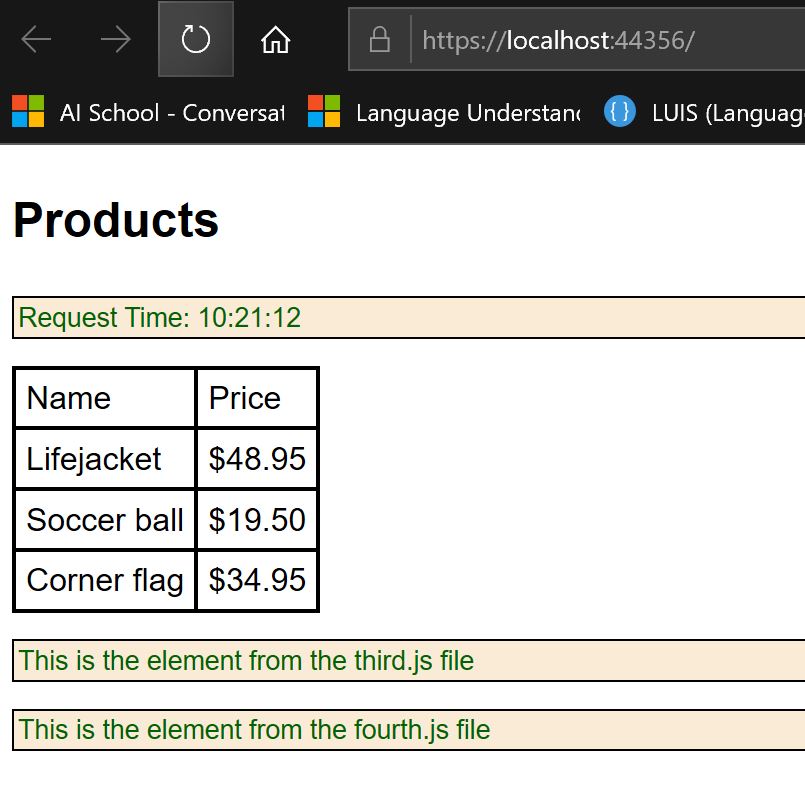 https://localhost:44356/
AI School - Conversat Language Understand LUIS (Languag
Products
Request Time: 10:21:12
Name Price
Lifejacket $48.95
Soccer ball $19.50
Corner flag $34.95
This is the element from the third.js file
This is the element from the fourth.js file